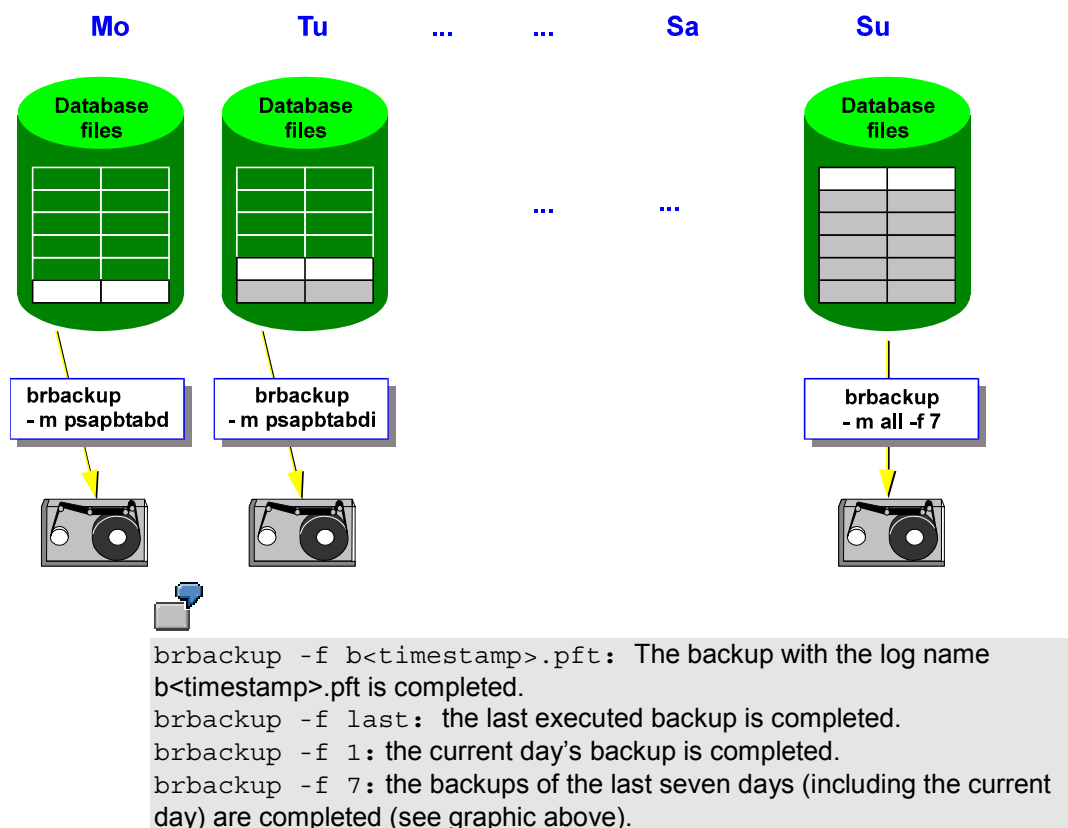 Mo Tu ... ... Sa Su
Database
files
Database
files
Database
files
... ...
brbackup
- m psapbtabd
brbackup
- m psapbtabdi
brbackup
- m all -f 7
brbackup -f b<timestamp>.pft: The backup with the log name
b<timestamp>.pft is completed.
brbackup -f last: the last executed backup is completed.
brbackup -f 1: the current day's backup is completed.
brbackup -f 7: the backups of the last seven days (including the current
day) are completed (see graphic above).